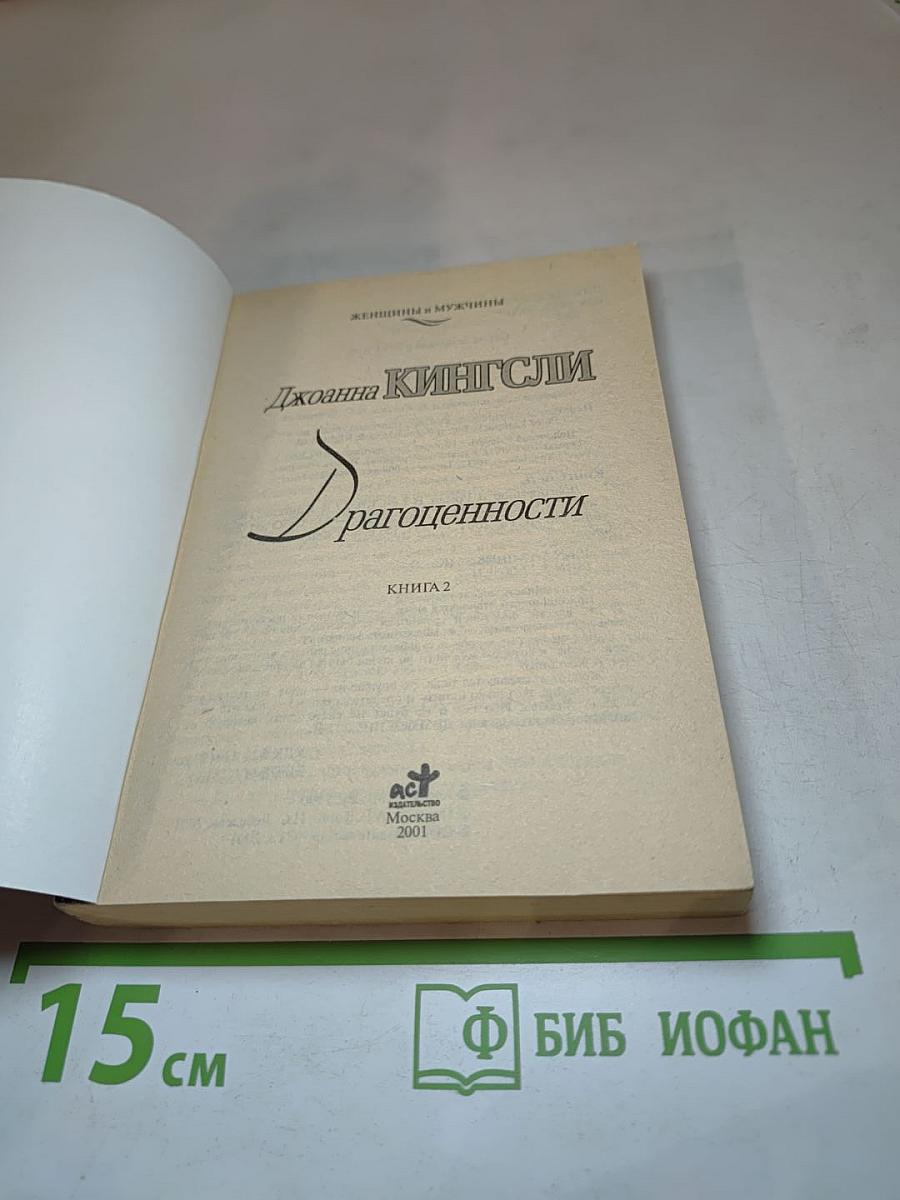 ЖЕНЩИНЫ и МУЖЧИНЫ
Джоанна КИНГСЛИ
Драгоценности
КНИГА 2
аст
ИЗДАТЕЛЬСТВО
Москва
2001
15 см
Ф БИБ ИОФАН